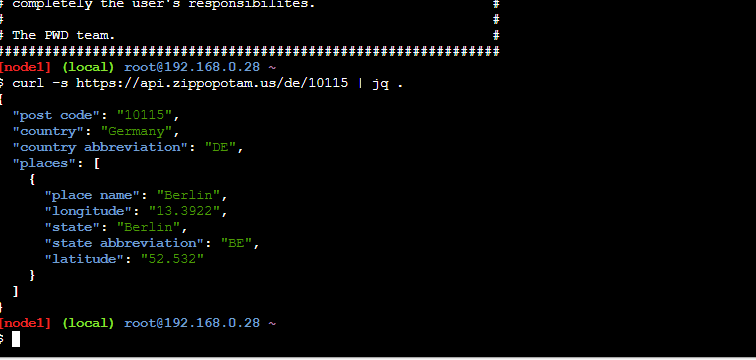 # completely the user's responsibilites. #
# #
# The PWD team. #
###############################################################
[node1] (local) root@192.168.0.28 ~
$ curl -s https://api.zippopotam.us/de/10115 | jq .
{
  "post code": "10115",
  "country": "Germany",
  "country abbreviation": "DE",
  "places": [
    {
      "place name": "Berlin",
      "longitude": "13.3922",
      "state": "Berlin",
      "state abbreviation": "BE",
      "latitude": "52.532"
    }
  ]
}
[node1] (local) root@192.168.0.28 ~
$